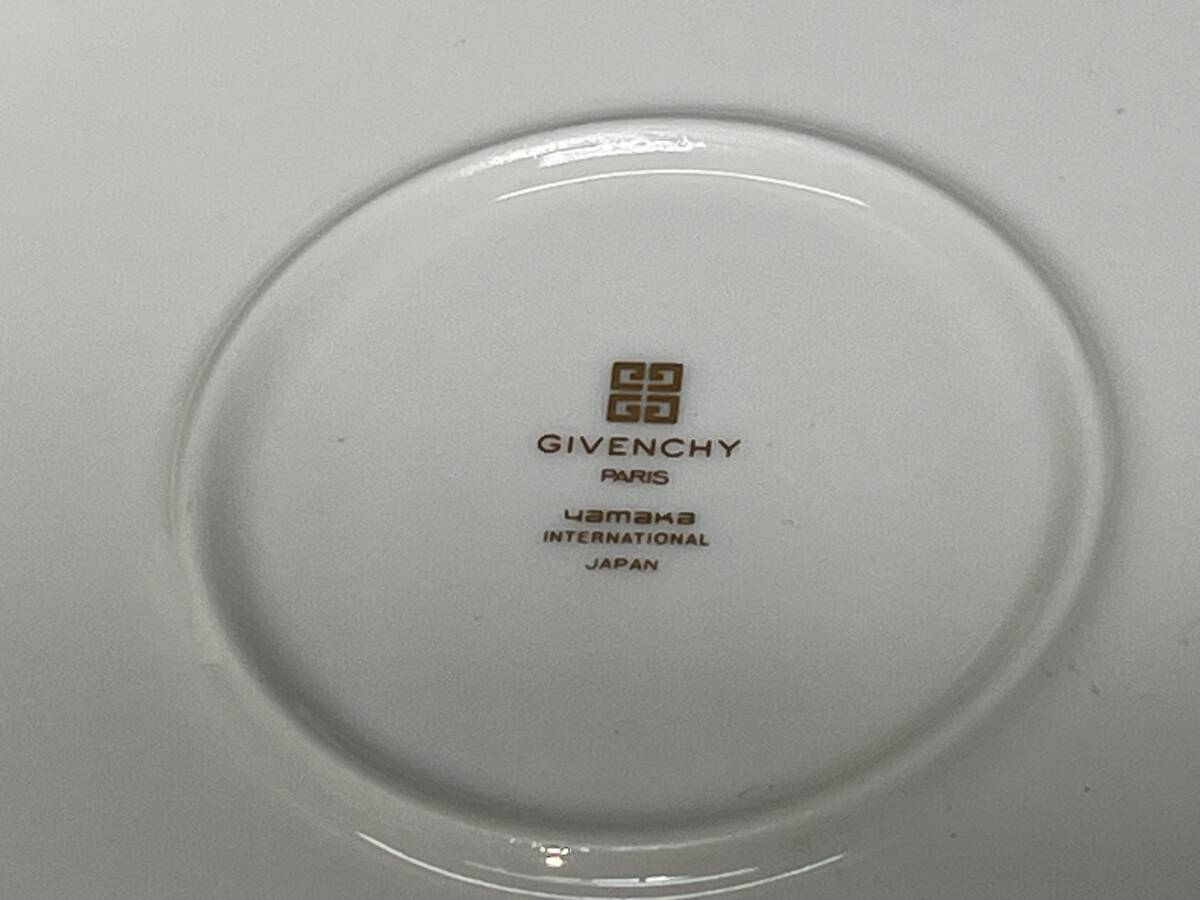 GIVENCHY
PARIS
yamaka
INTERNATIONAL
JAPAN